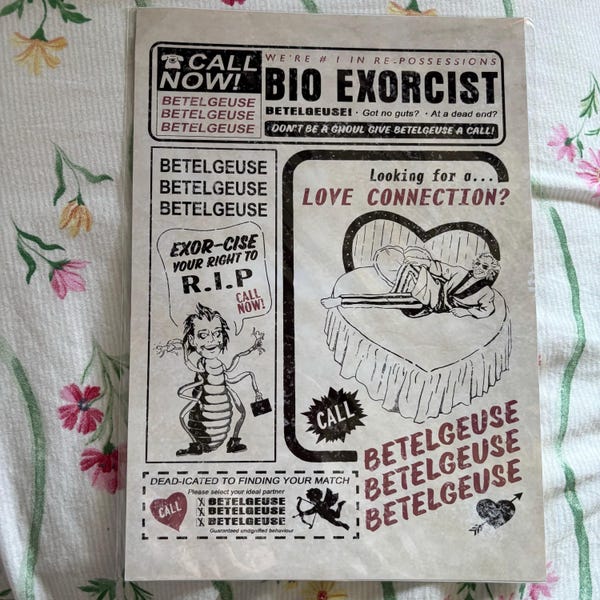 CALL
NOW!
BETELGEUSE
BETELGEUSE
BETELGEUSE
WE'RE # 1 IN RE-POSSESSIONS
BIO EXORCIST
BETELGEUSE! · Got no guts? · At a dead end?
DON'T BE A GHOUL GIVE BETELGEUSE A CALL!
BETELGEUSE
BETELGEUSE
BETELGEUSE
EXOR-CISE
YOUR RIGHT TO
R.I.P
CALL
NOW!
Looking for a...
LOVE CONNECTION?
CALL
BETELGEUSE
BETELGEUSE
BETELGEUSE
DEAD-ICATED TO FINDING YOUR MATCH
Please select your ideal partner
CALL
X BETELGEUSE
X BETELGEUSE
X BETELGEUSE
Guaranteed undignified behaviour